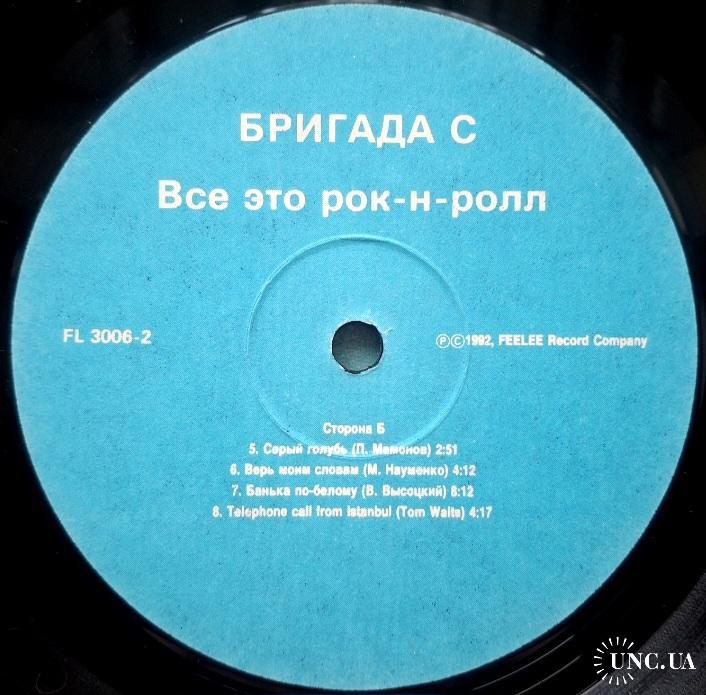 БРИГАДА С
Все это рок-н-ролл
FL 3006-2
ⓅⒸ1992, FEELEE Record Company
Сторона Б
5. Серый голубь (П. Мамонов) 2:51
6. Верь моим словам (М. Науменко) 4:12
7. Банька по-белому (В. Высоцкий) 8:12
8. Telephone call from Istanbul (Tom Waits) 4:17
UNC.UA